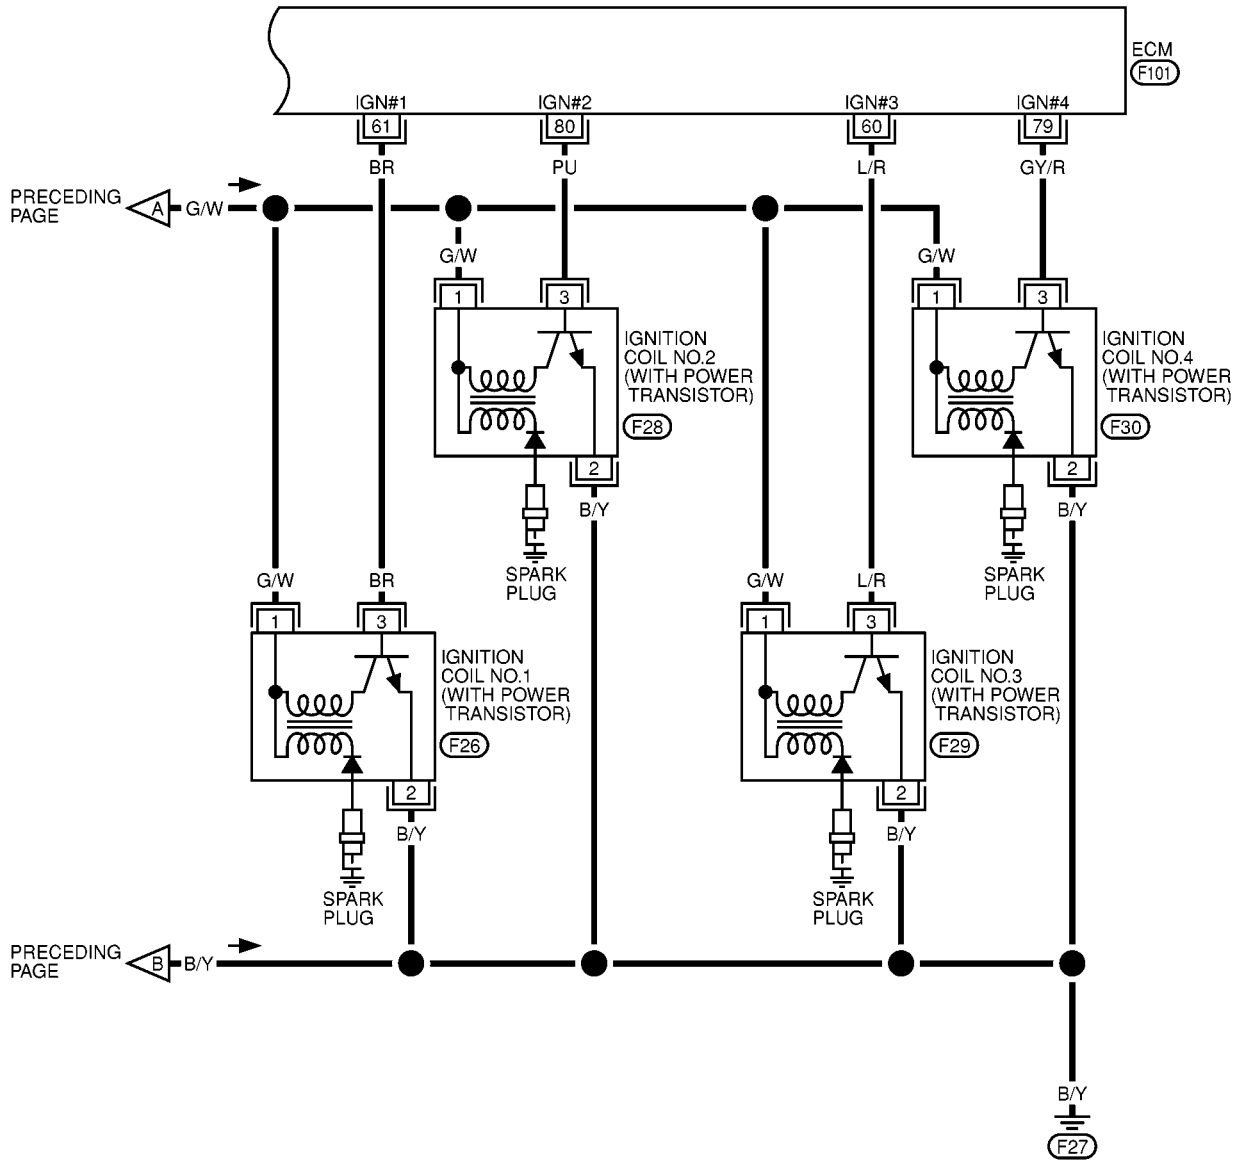 ECM
F101
IGN#1
IGN#2
IGN#3
IGN#4
61
80
60
79
BR
PU
L/R
GY/R
PRECEDING
PAGE
A
G/W
G/W
G/W
1
3
1
3
IGNITION
COIL NO.2
(WITH POWER
TRANSISTOR)
F28
IGNITION
COIL NO.4
(WITH POWER
TRANSISTOR)
F30
2
2
B/Y
B/Y
SPARK
PLUG
SPARK
PLUG
G/W
BR
G/W
L/R
1
3
1
3
IGNITION
COIL NO.1
(WITH POWER
TRANSISTOR)
F26
IGNITION
COIL NO.3
(WITH POWER
TRANSISTOR)
F29
2
2
B/Y
B/Y
SPARK
PLUG
SPARK
PLUG
PRECEDING
PAGE
B
B/Y
B/Y
F27